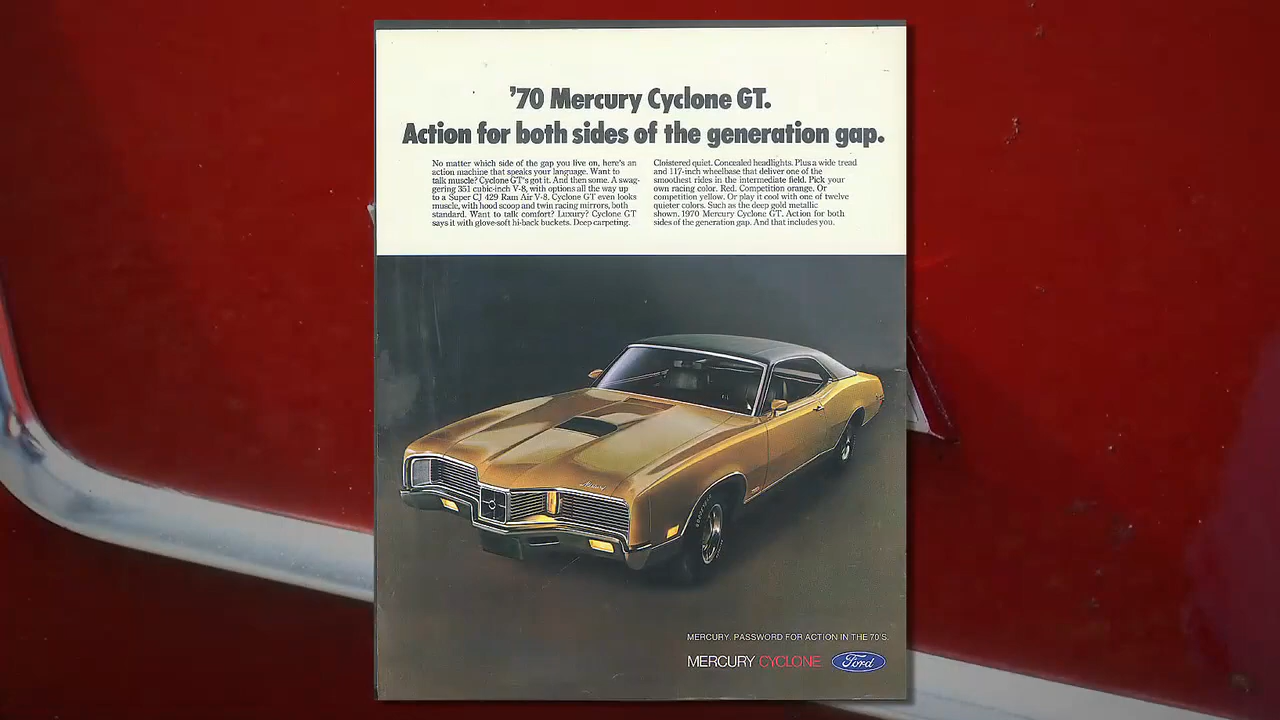 '70 Mercury Cyclone GT.
Action for both sides of the generation gap.
No matter which side of the gap you live on, here's an
action machine that speaks your language. Want to
talk muscle? Cyclone GT's got it. And then some. A swag-
gering 351 cubic-inch V-8, with options all the way up
to a Super CJ 429 Ram Air V-8. Cyclone GT even looks
muscle, with hood scoop and twin racing mirrors, both
standard. Want to talk comfort? Luxury? Cyclone GT
says it with glove-soft hi-back buckets. Deep carpeting.
Cloistered quiet. Concealed headlights. Plus a wide tread
and 117-inch wheelbase that deliver one of the
smoothest rides in the intermediate field. Pick your
own racing color. Red. Competition orange. Or
competition yellow. Or play it cool with one of twelve
quieter colors. Such as the deep gold metallic
shown. 1970 Mercury Cyclone GT. Action for both
sides of the generation gap. And that includes you.
MERCURY. PASSWORD FOR ACTION IN THE 70'S.
MERCURY CYCLONE Ford